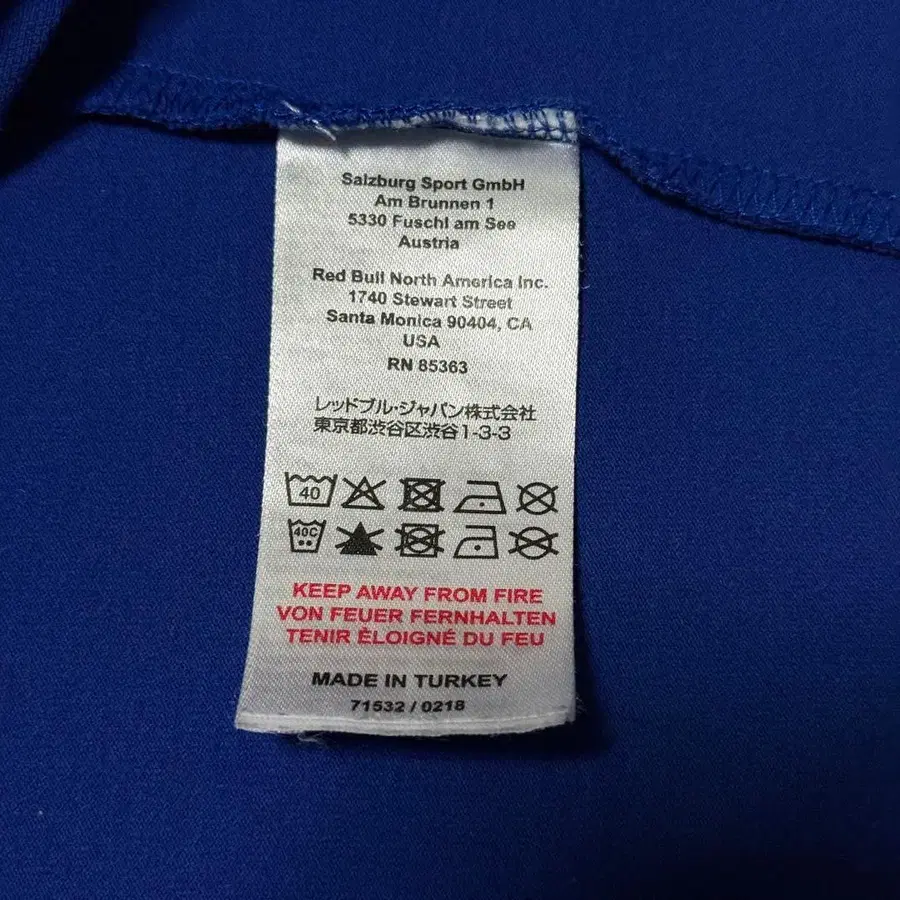 Salzburg Sport GmbH
Am Brunnen 1
5330 Fuschl am See
Austria
Red Bull North America Inc.
1740 Stewart Street
Santa Monica 90404, CA
USA
RN 85363
レッドブル・ジャパン株式会社
東京都渋谷区渋谷1-3-3
40
40C
KEEP AWAY FROM FIRE
VON FEUER FERNHALTEN
TENIR ÈLOIGNÉ DU FEU
MADE IN TURKEY
71532 / 0218